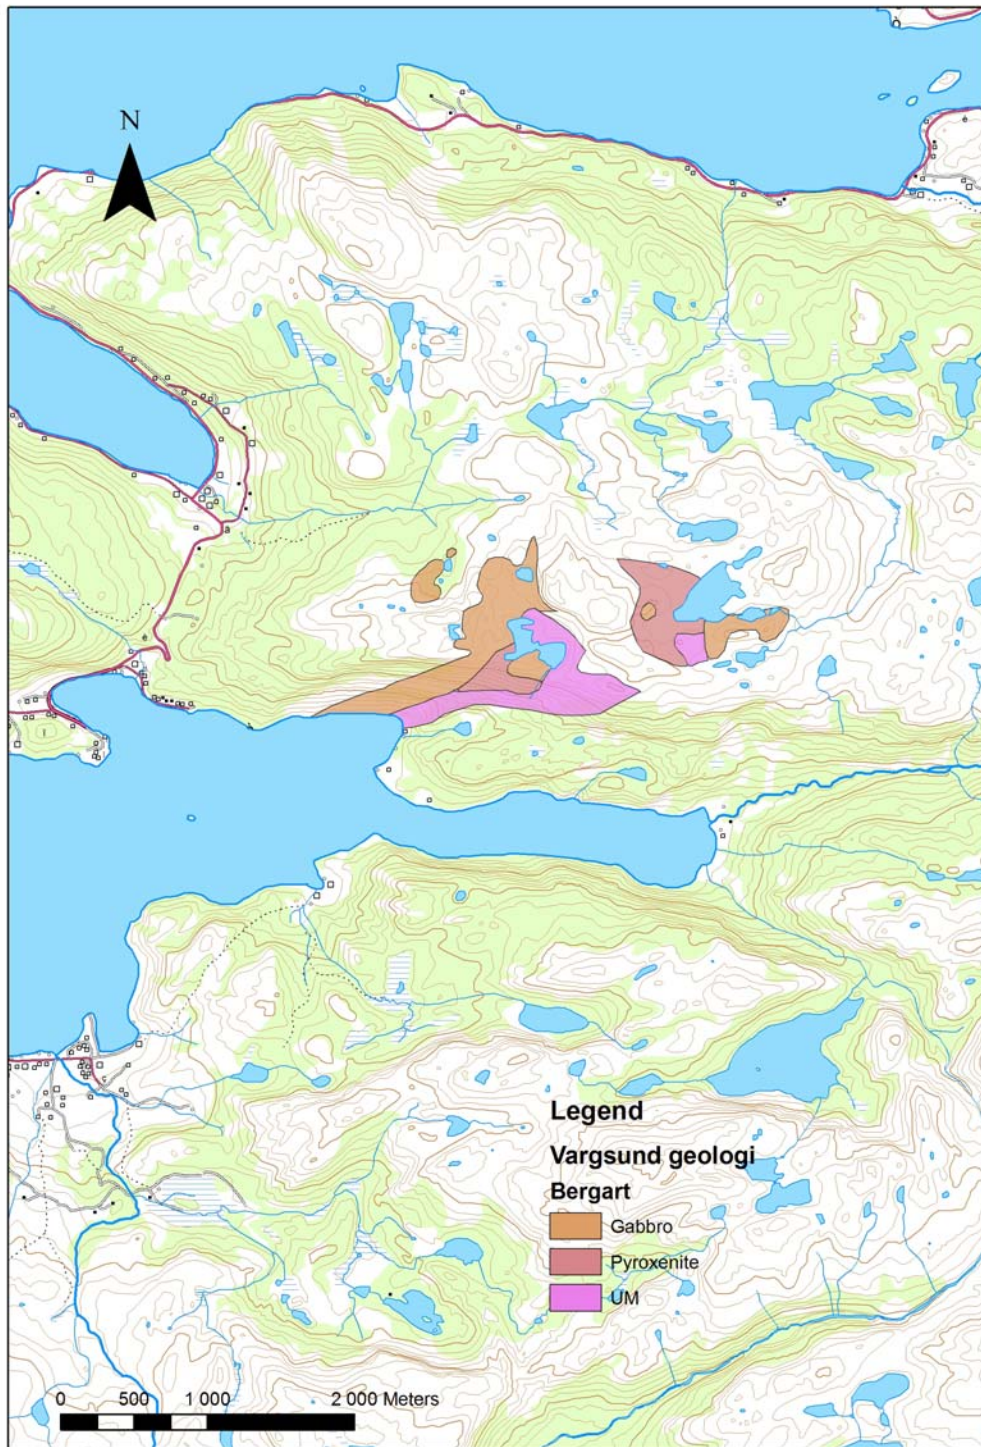 N
Legend
Vargsund geologi
Bergart
Gabbro
Pyroxenite
UM
0 500 1 000 2 000 Meters